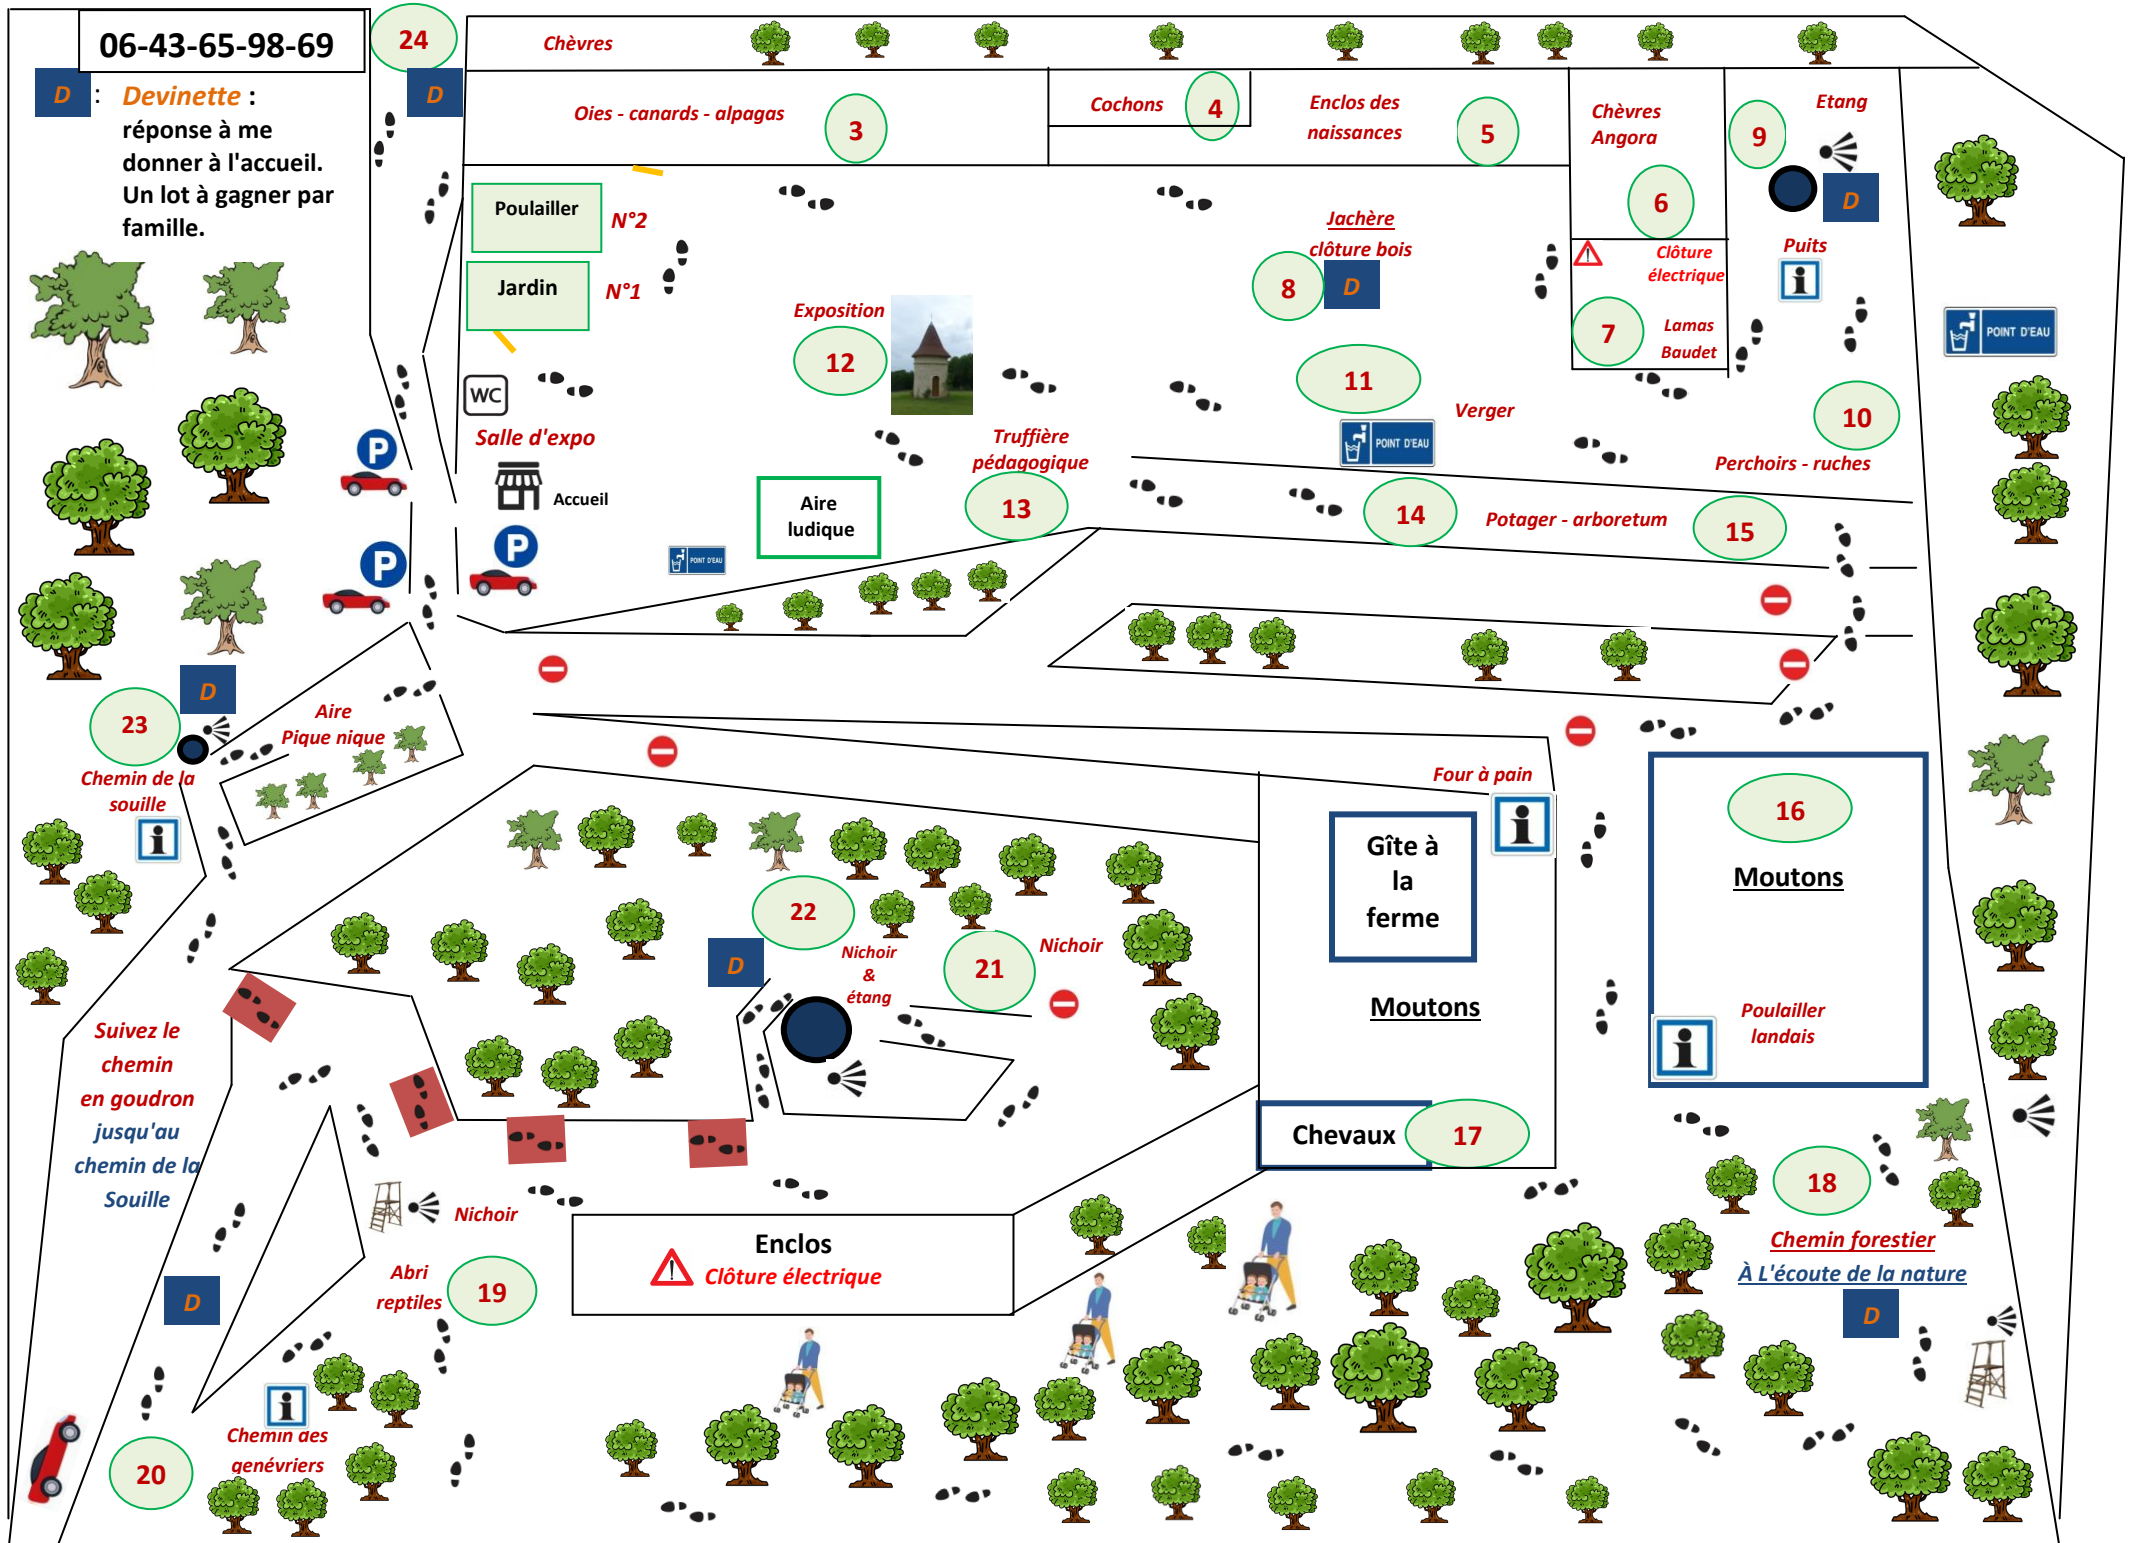 06-43-65-98-69
24
D
D
:
Devinette :
réponse à me
donner à l'accueil.
Un lot à gagner par
famille.
Chèvres
Oies - canards - alpagas
3
Cochons
4
Enclos des
naissances
5
Chèvres
Angora
6
Etang
9
D
Puits
i
Poulailler
N°2
Jardin
N°1
Jachère
clôture bois
8
D
Clôture
électrique
7
Lamas
Baudet
POINT D'EAU
Exposition
12
WC
Salle d'expo
Accueil
11
Verger
POINT D'EAU
10
Perchoirs - ruches
P
Truffière
pédagogique
13
Aire
ludique
14
Potager - arboretum
15
P
P
POINT D'EAU
D
23
Chemin de la
souille
i
Aire
Pique nique
Four à pain
i
Gîte à
la
ferme
Moutons
16
Moutons
Poulailler
landais
i
22
D
Nichoir
&
étang
21
Nichoir
Suivez le
chemin
en goudron
jusqu'au
chemin de la
Souille
Chevaux
17
18
Chemin forestier
À L'écoute de la nature
D
Nichoir
Enclos
Clôture électrique
Abri
reptiles
19
D
i
Chemin des
genévriers
20